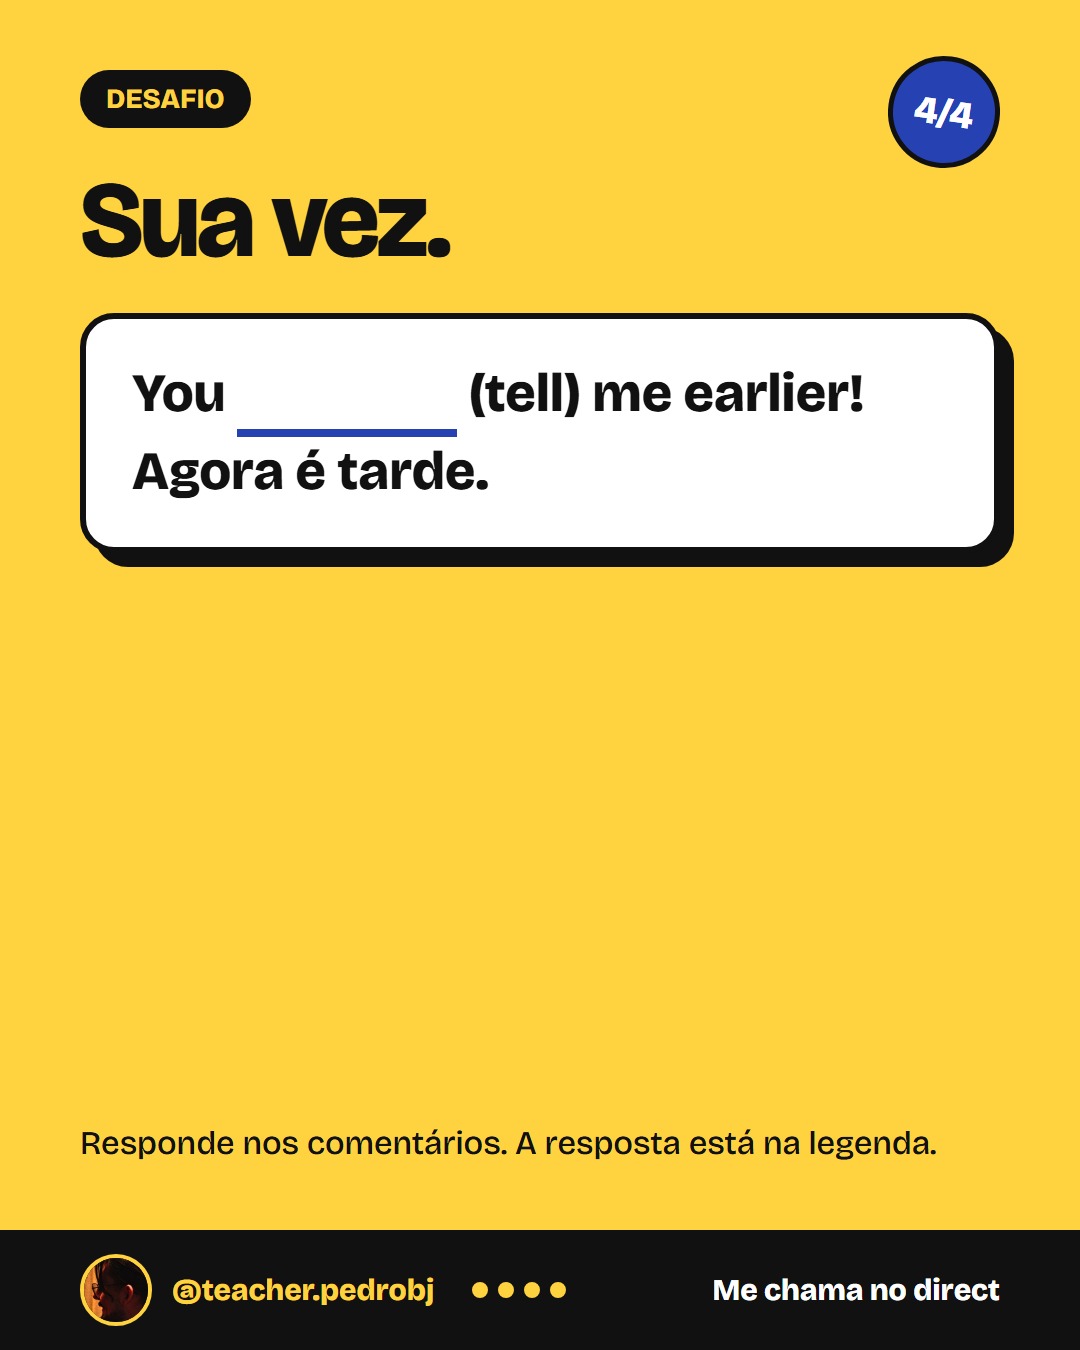 DESAFIO
4/4
Sua vez.
You ________ (tell) me earlier!
Agora é tarde.
Responde nos comentários. A resposta está na legenda.
@teacher.pedrobj
Me chama no direct